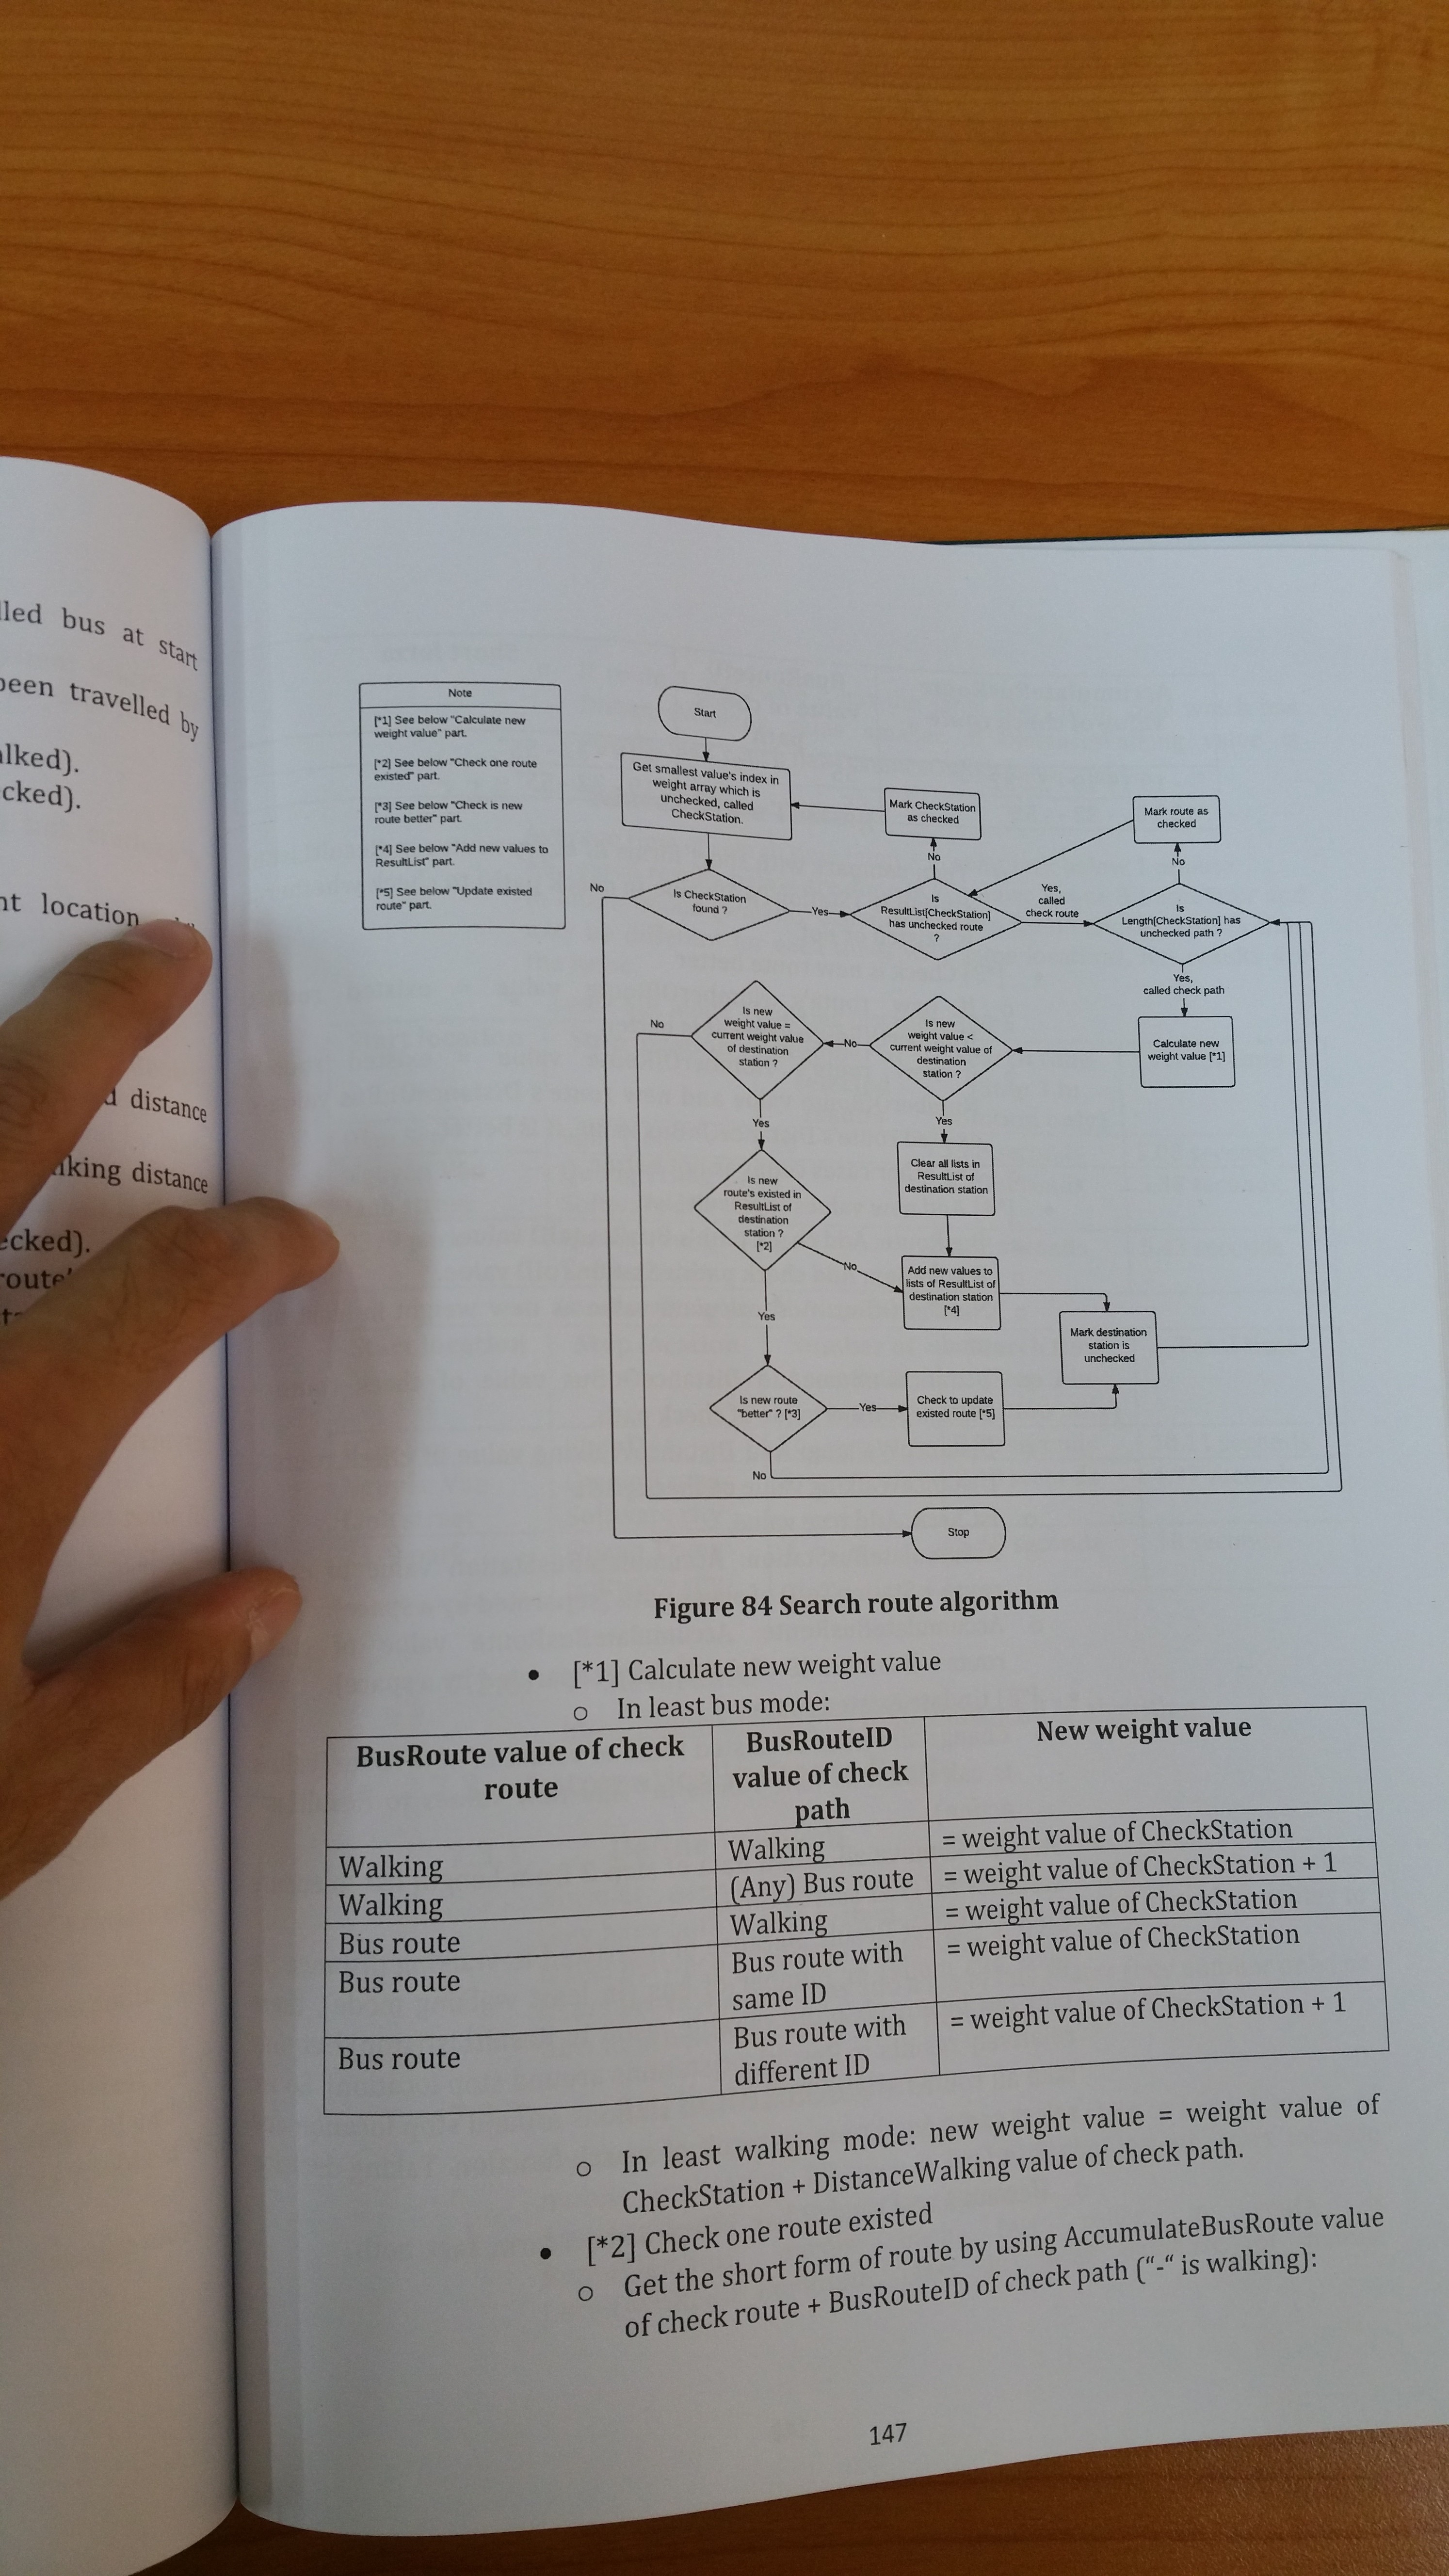 lled bus at start
been travelled by
alked).
cked).
nt location
distance
lking distance
ecked).
route'
Note
[*1] See below "Calculate new
weight value" part.
[*2] See below "Check one route
existed" part.
[*3] See below "Check is new
route better" part.
[*4] See below "Add new values to
ResultList" part.
[*5] See below "Update existed
route" part.
Start
Get smallest value's index in
weight array which is
unchecked, called
CheckStation.
Mark CheckStation
as checked
Mark route as
checked
No
No
No
Is CheckStation
found ?
Yes
Is
ResultList[CheckStation]
has unchecked route
?
Yes,
called
check route
Is
Length[CheckStation] has
unchecked path ?
Yes,
called check path
Calculate new
weight value [*1]
Is new
weight value <
current weight value of
destination
station ?
No
Is new
weight value =
current weight value
of destination
station ?
No
Yes
Yes
Clear all lists in
ResultList of
destination station
Is new
route's existed in
ResultList of
destination
station ?
[*2]
No
Add new values to
lists of ResultList of
destination station
[*4]
Yes
Mark destination
station is
unchecked
Is new route
"better" ? [*3]
Yes
Check to update
existed route [*5]
No
Stop
Figure 84 Search route algorithm
• [*1] Calculate new weight value
o In least bus mode:
BusRoute value of check
route
BusRouteID
value of check
path
New weight value
Walking
Walking
= weight value of CheckStation
Walking
(Any) Bus route
= weight value of CheckStation + 1
Bus route
Walking
= weight value of CheckStation
Bus route
Bus route with
same ID
= weight value of CheckStation
Bus route
Bus route with
different ID
= weight value of CheckStation + 1
o In least walking mode: new weight value = weight value of
CheckStation + DistanceWalking value of check path.
• [*2] Check one route existed
o Get the short form of route by using AccumulateBusRoute value
of check route + BusRouteID of check path (“-“ is walking):
147